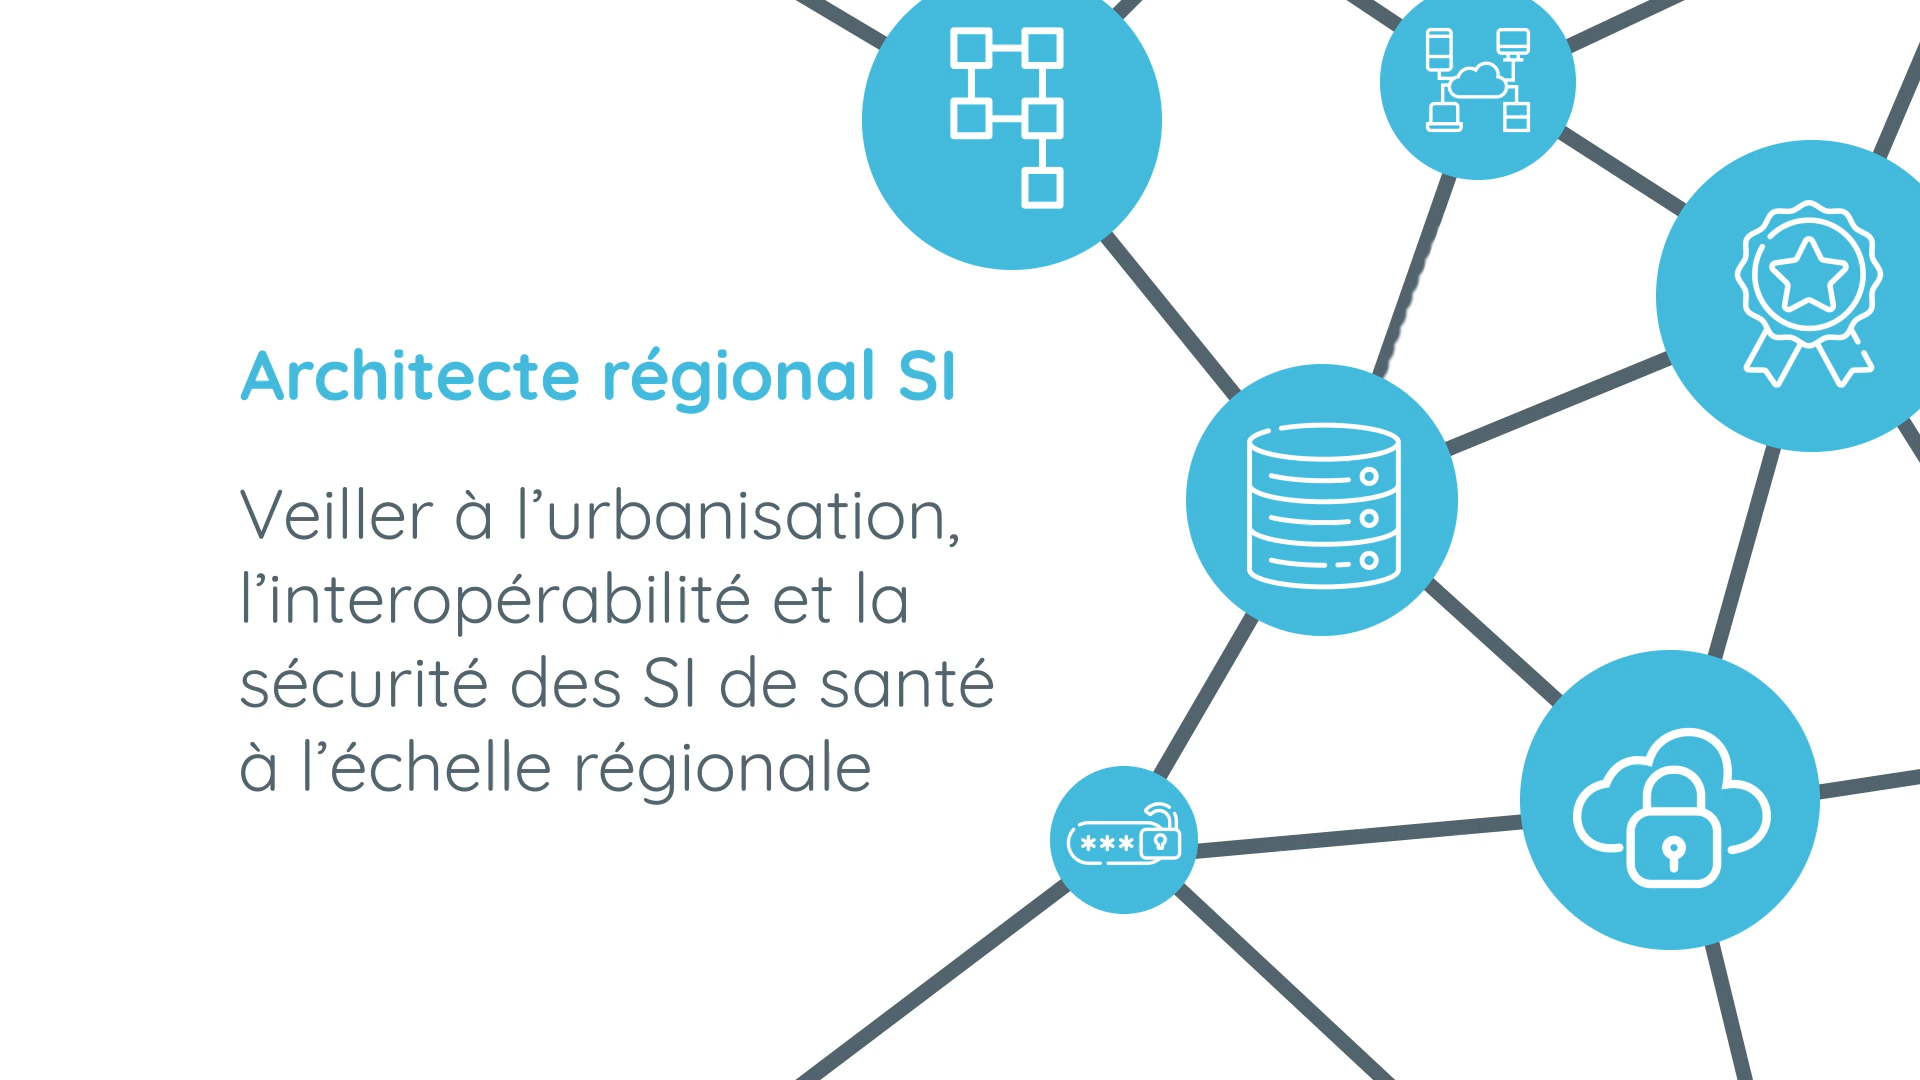 Architecte régional SI
Veiller à l’urbanisation,
l’interopérabilité et la
sécurité des SI de santé
à l’échelle régionale
***